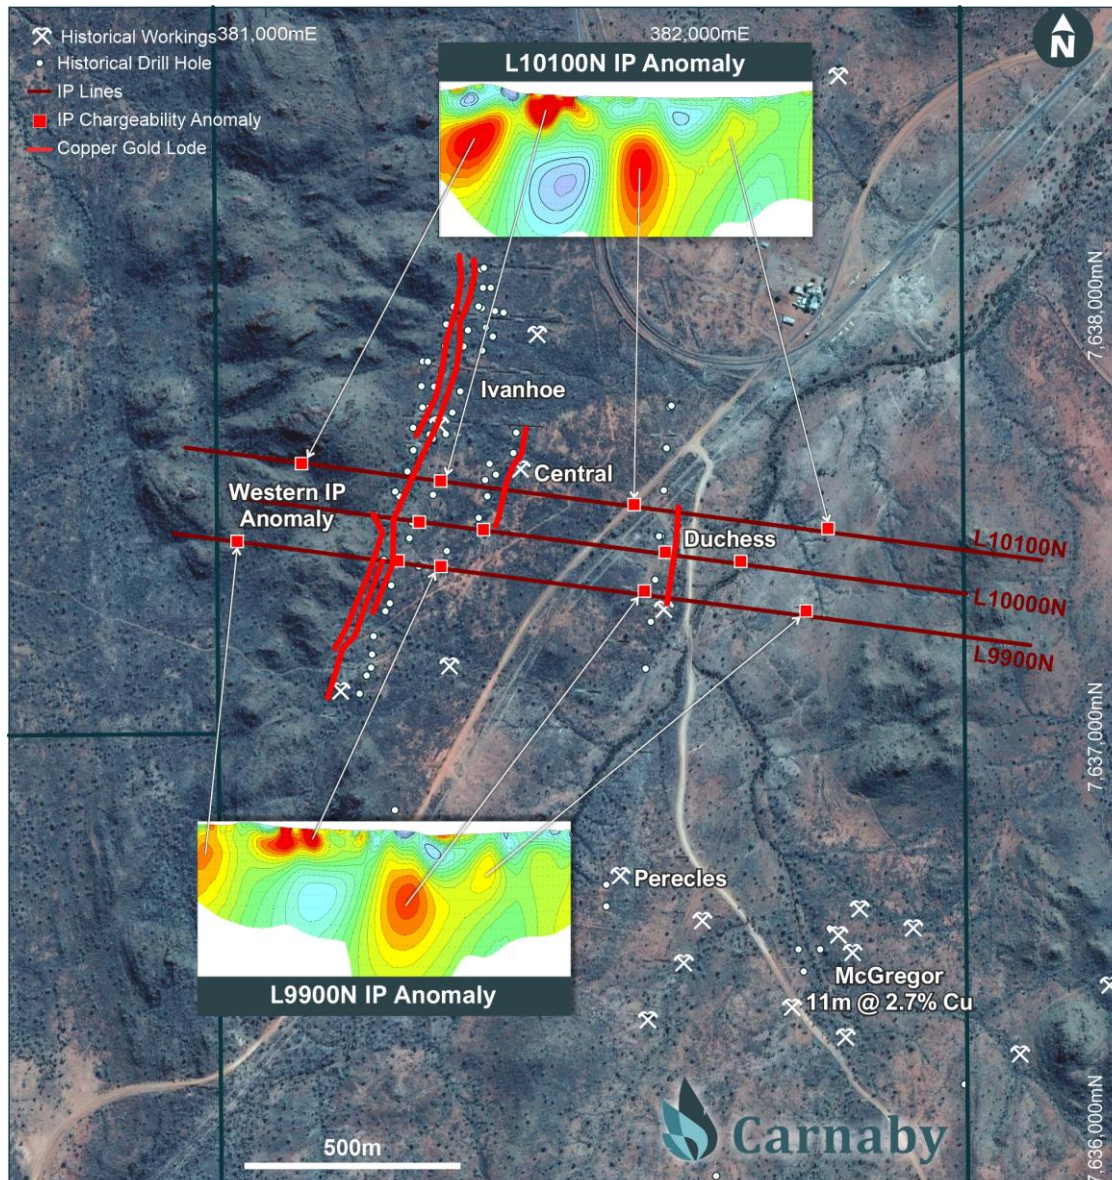 Historical Workings
Historical Drill Hole
IP Lines
IP Chargeability Anomaly
Copper Gold Lode
381,000mE
382,000mE
N
L10100N IP Anomaly
7,638,000mN
Ivanhoe
Central
Western IP
Anomaly
Duchess
L10100N
L10000N
L9900N
7,637,000mN
Perecles
L9900N IP Anomaly
McGregor
11m @ 2.7% Cu
500m
Carnaby
7,636,000mN